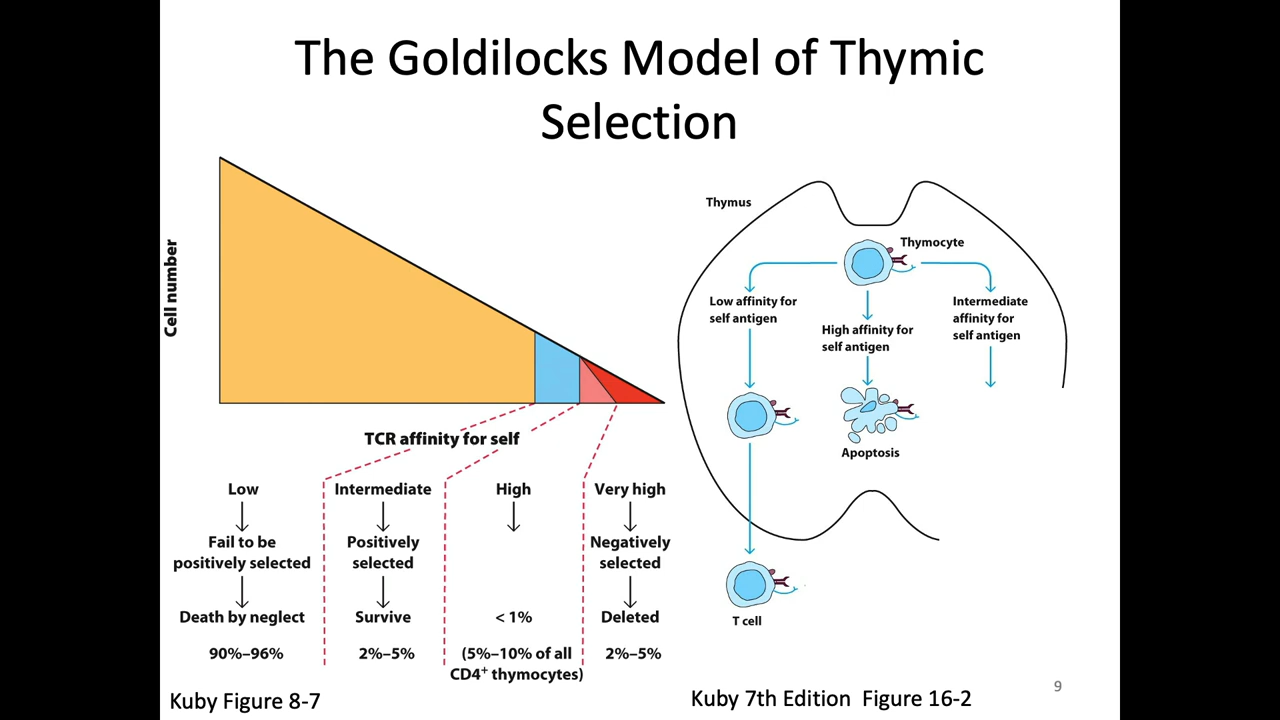 The Goldilocks Model of Thymic
Selection
Cell number
TCR affinity for self
Low
Fail to be
positively selected
Death by neglect
90%–96%
Intermediate
Positively
selected
Survive
2%–5%
High
< 1%
(5%–10% of all
CD4⁺ thymocytes)
Very high
Negatively
selected
Deleted
2%–5%
Kuby Figure 8-7
Thymus
Thymocyte
Low affinity for
self antigen
High affinity for
self antigen
Intermediate
affinity for
self antigen
Apoptosis
T cell
Kuby 7th Edition Figure 16-2
9